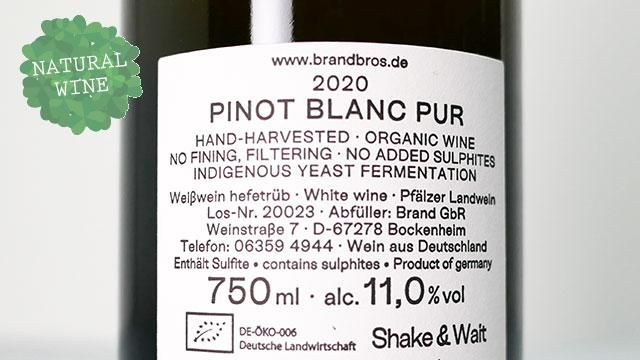 NATURAL
WINE
www.brandbros.de
2020
PINOT BLANC PUR
HAND-HARVESTED · ORGANIC WINE
NO FINING, FILTERING · NO ADDED SULPHITES
INDIGENOUS YEAST FERMENTATION
Weißwein hefetrüb · White wine · Pfälzer Landwein
Los-Nr. 20023 · Abfüller: Brand GbR
Weinstraße 7 · D-67278 Bockenheim
Telefon: 06359 4944 · Wein aus Deutschland
Enthält Sulfite • contains sulphites • Product of germany
750 ml · alc. 11,0 % vol
DE-ÖKO-006
Deutsche Landwirtschaft
Shake & Wait